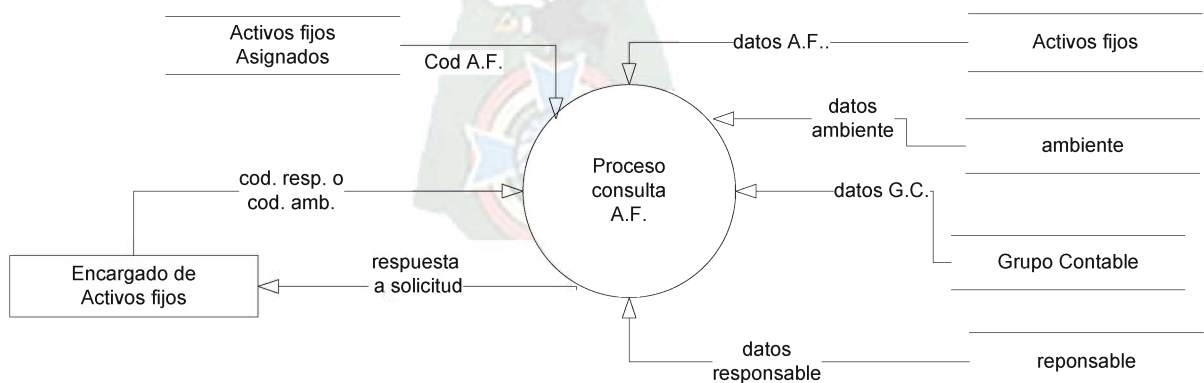 Activos fijos
Asignados
Cod A.F.
datos A.F..
Activos fijos
datos
ambiente
ambiente
Proceso
consulta
A.F.
cod. resp. o
cod. amb.
datos G.C.
Grupo Contable
Encargado de
Activos fijos
respuesta
a solicitud
datos
responsable
reponsable